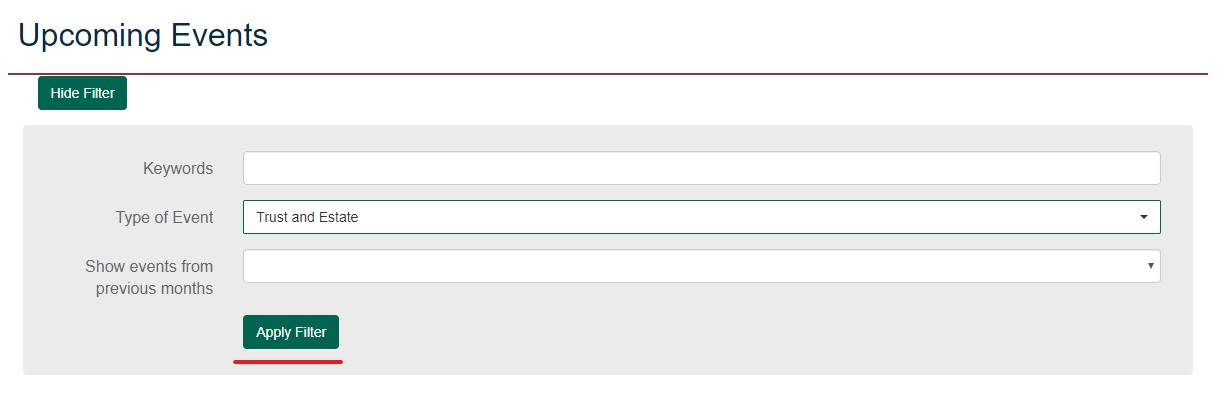 Upcoming Events
Hide Filter
Keywords
Type of Event
Trust and Estate
Show events from
previous months
Apply Filter